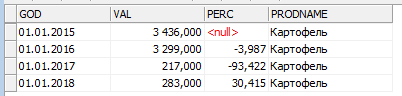 GOD VAL PERC PRODNAME
01.01.2015 3 436,000 <null> Картофель
01.01.2016 3 299,000 -3,987 Картофель
01.01.2017 217,000 -93,422 Картофель
01.01.2018 283,000 30,415 Картофель